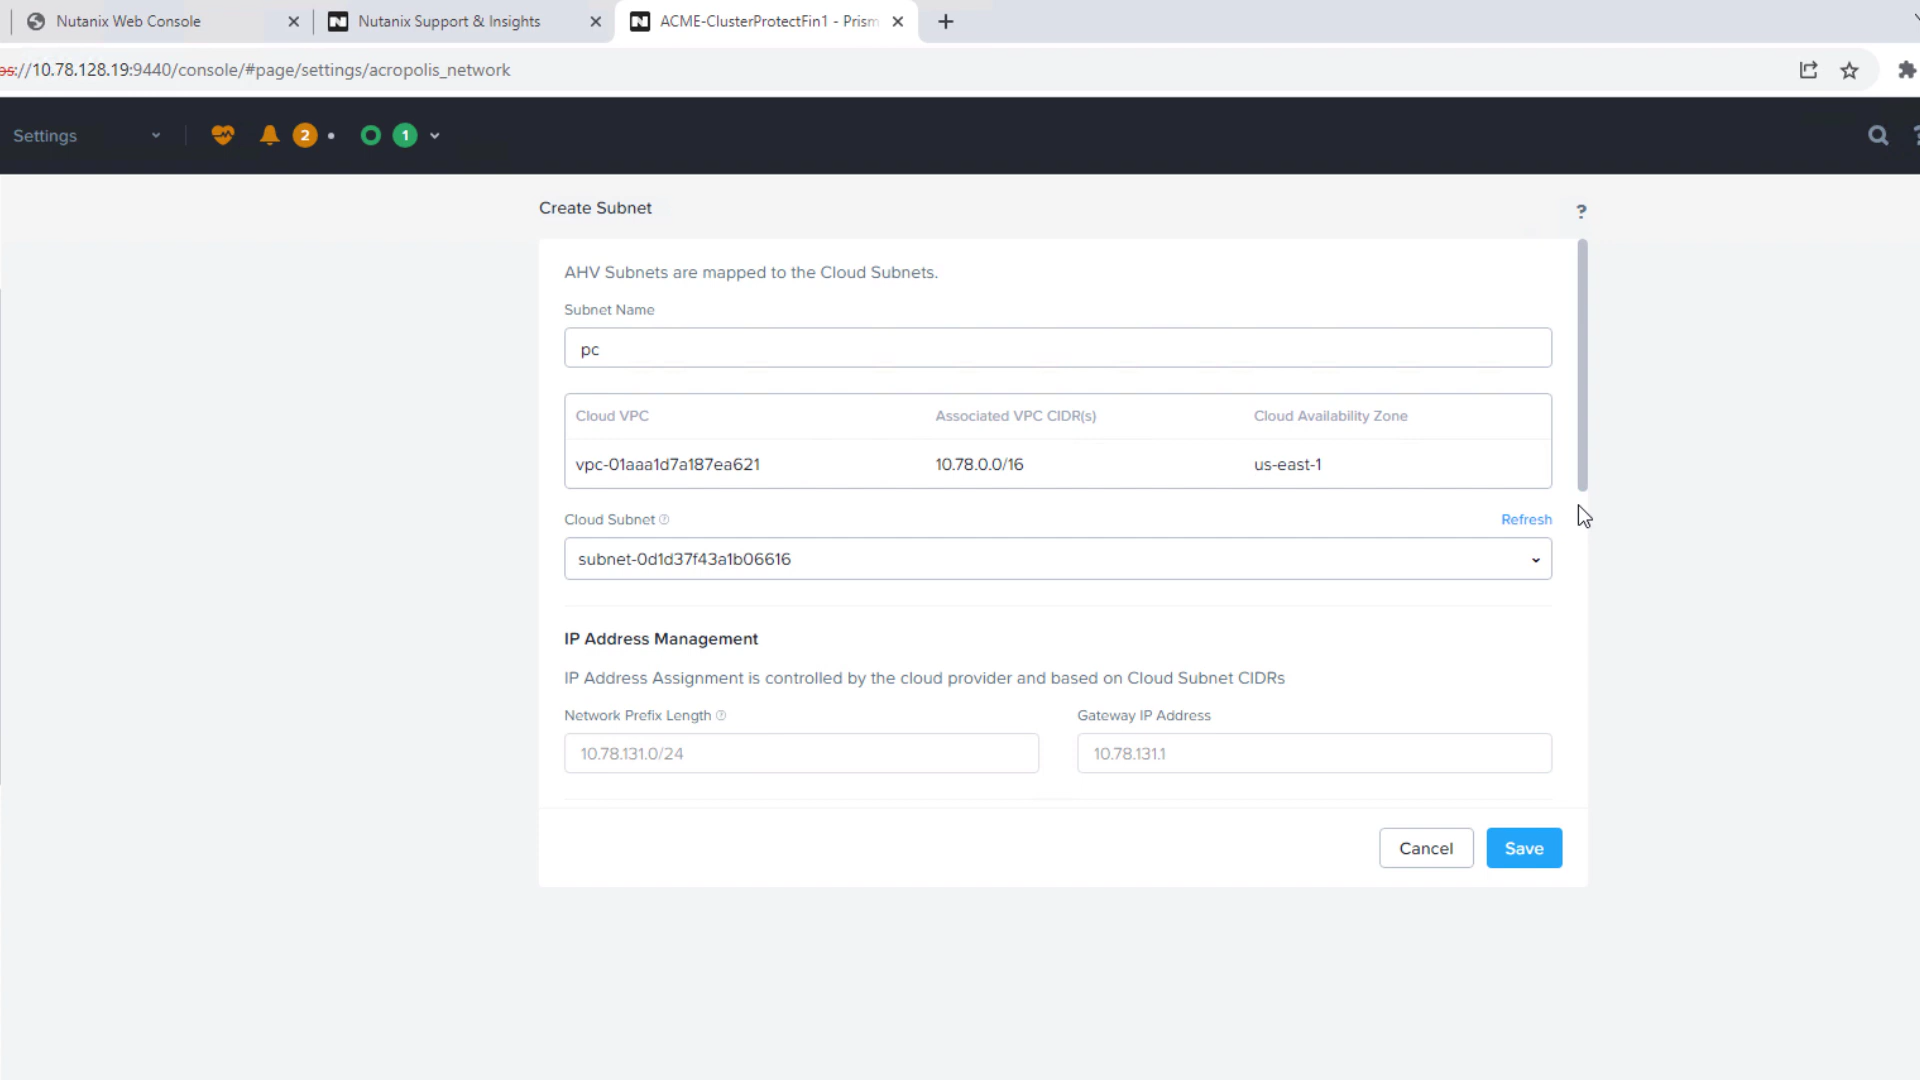 Nutanix Web Console
Nutanix Support & Insights
ACME-ClusterProtectFin1 - Prism
ps://10.78.128.19:9440/console/#page/settings/acropolis_network
Settings
2
1
?
Create Subnet
?
AHV Subnets are mapped to the Cloud Subnets.
Subnet Name
pc
Cloud VPC Associated VPC CIDR(s) Cloud Availability Zone
vpc-01aaa1d7a187ea621 10.78.0.0/16 us-east-1
Cloud Subnet ? Refresh
subnet-0d1d37f43a1b06616
IP Address Management
IP Address Assignment is controlled by the cloud provider and based on Cloud Subnet CIDRs
Network Prefix Length ? Gateway IP Address
10.78.131.0/24 10.78.131.1
Cancel Save